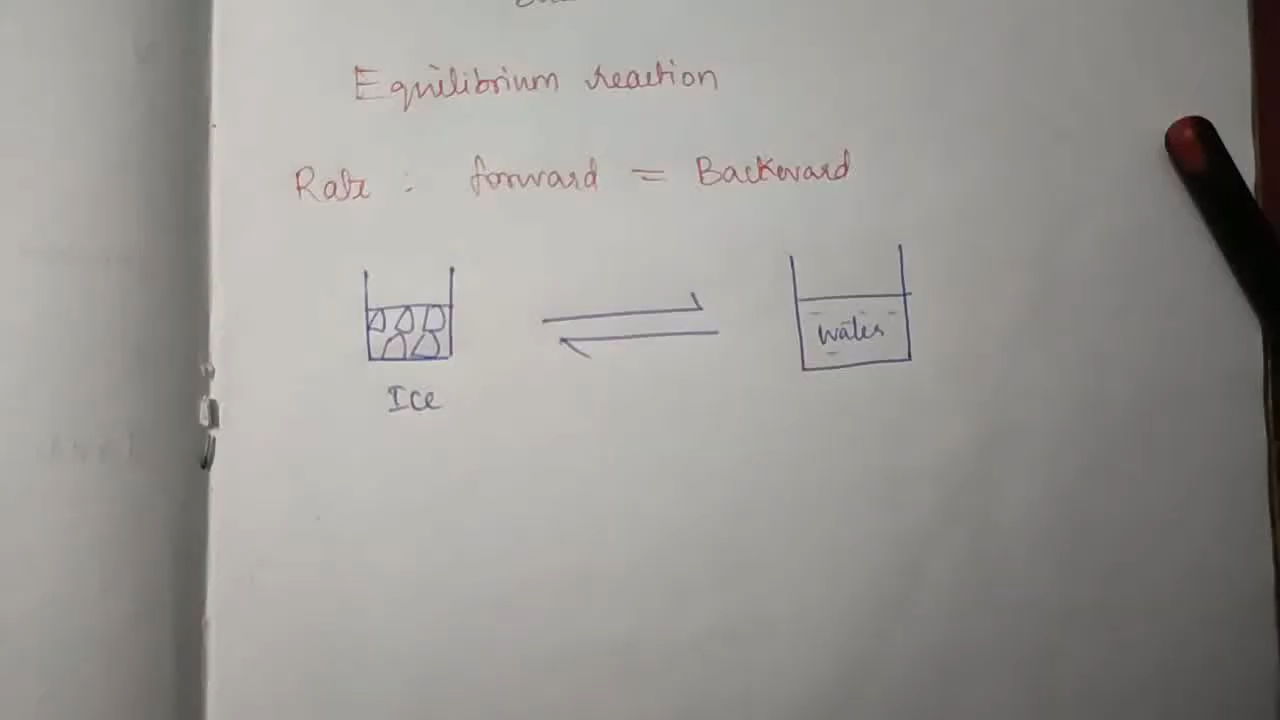 Equilibrium reaction
Rate : forward = Backward
water
Ice